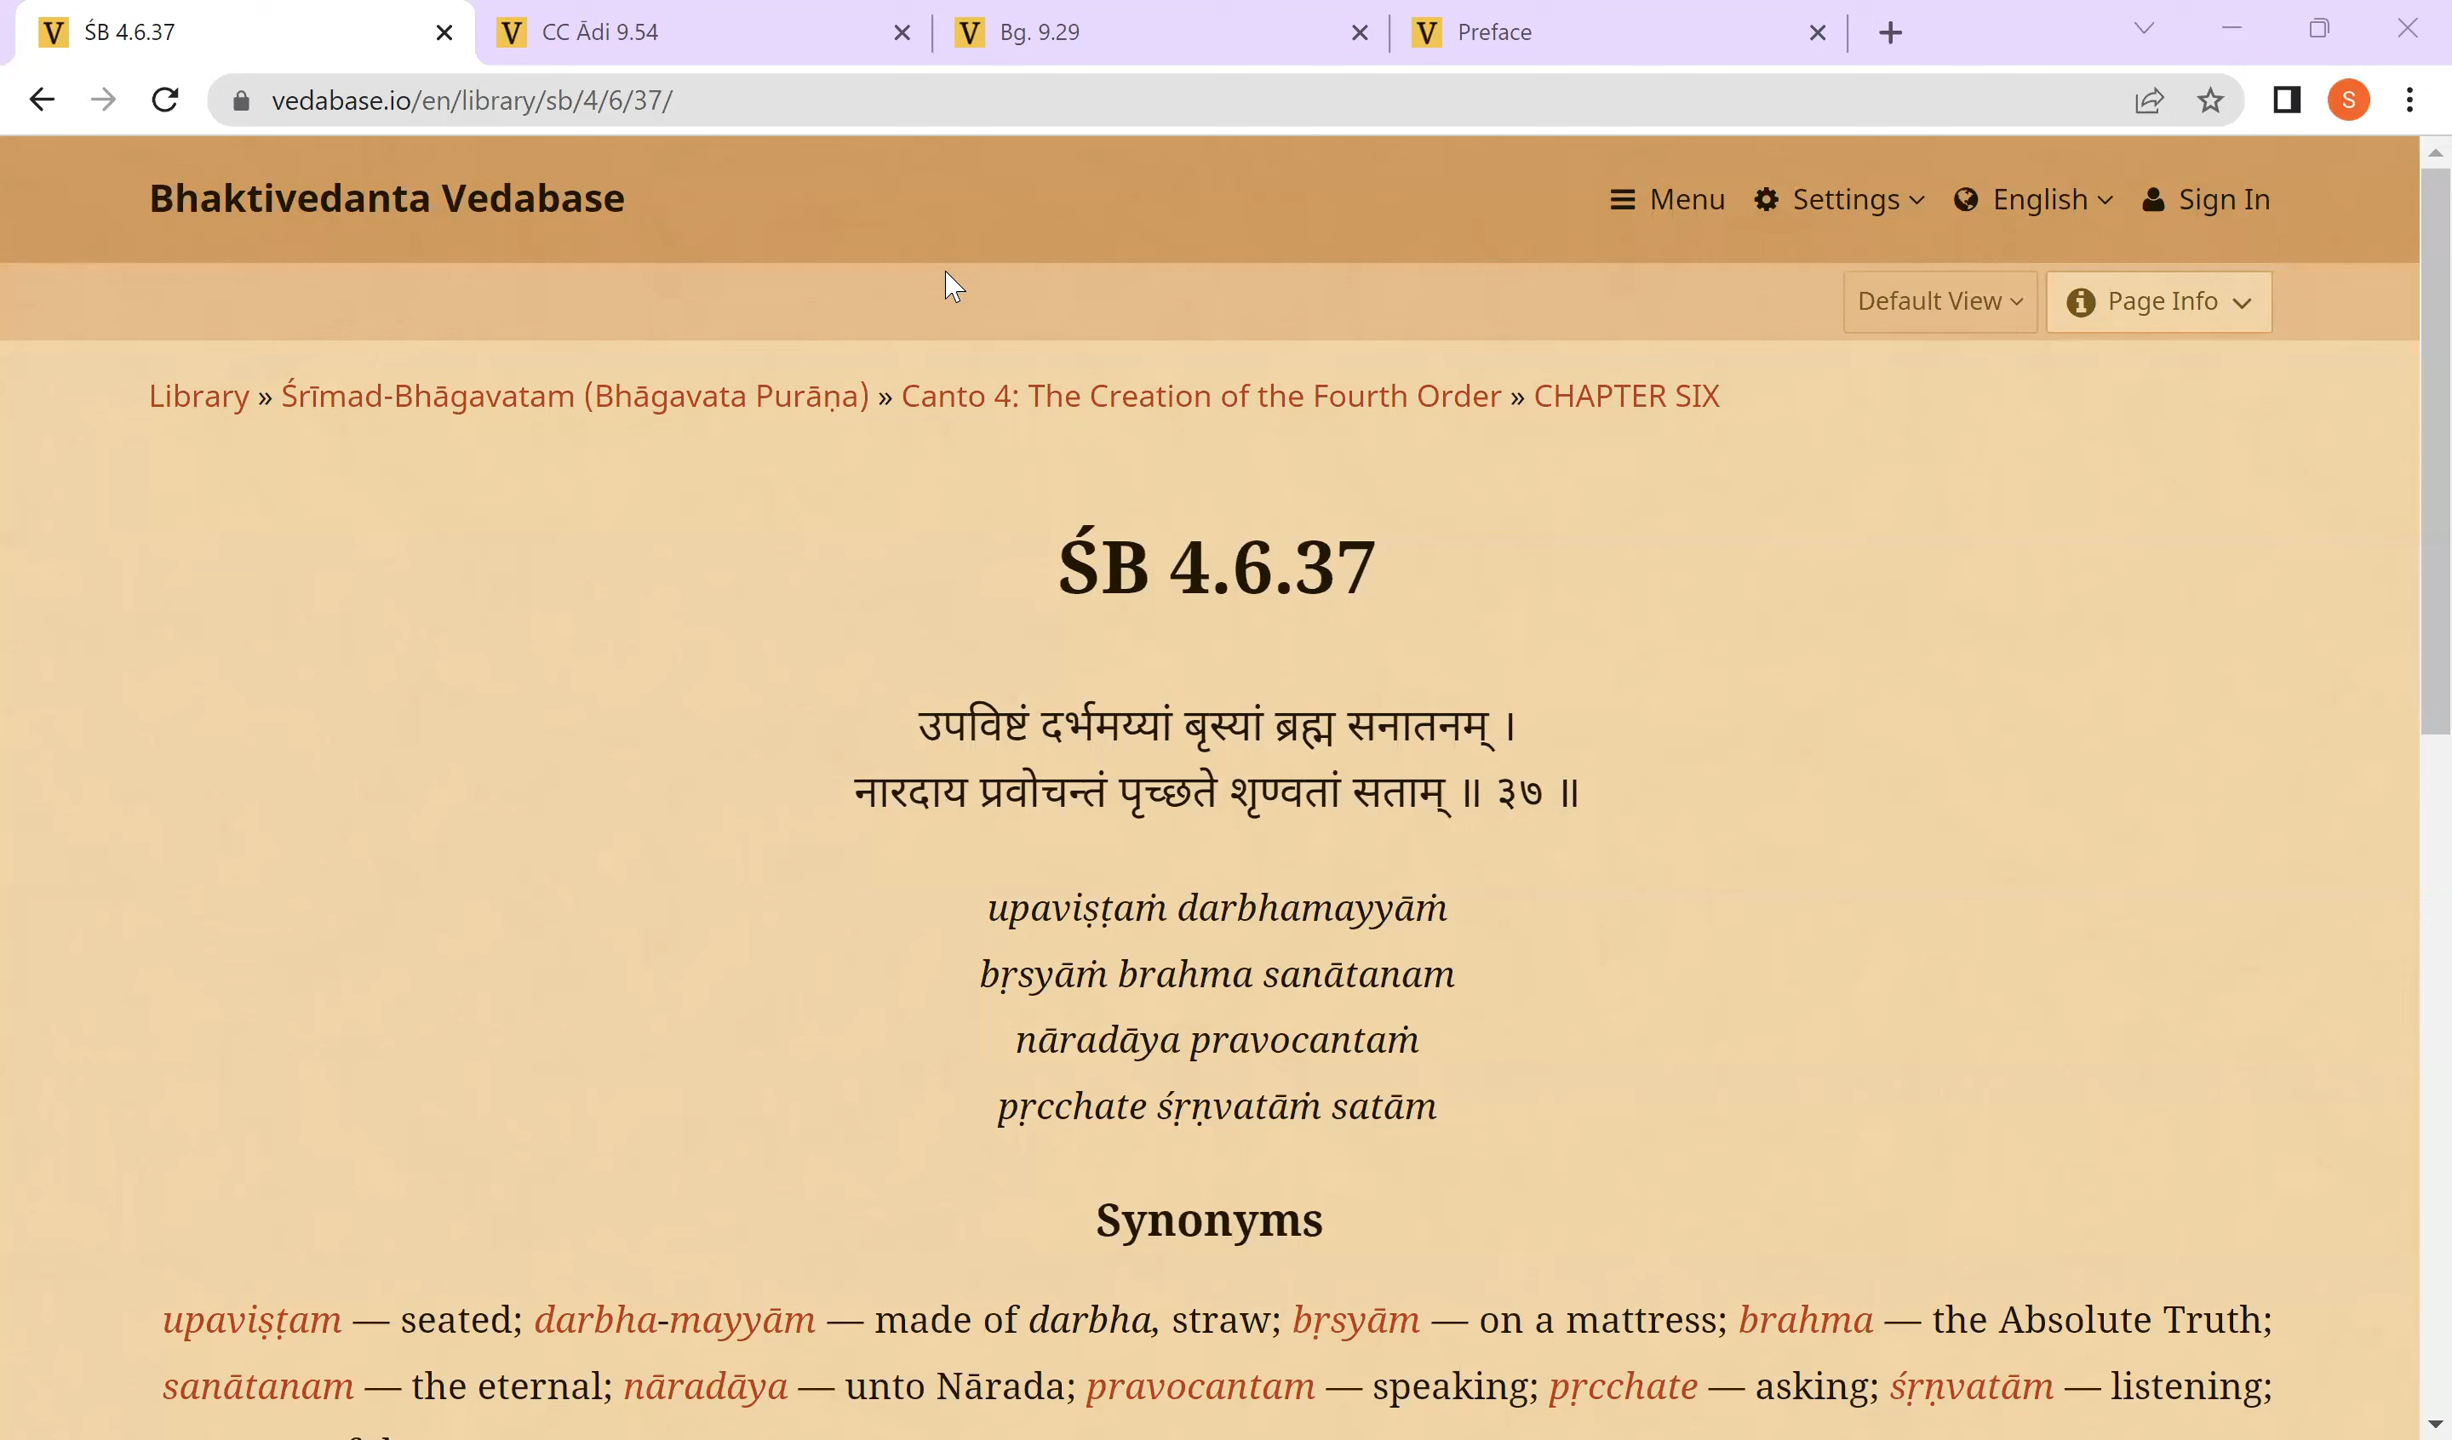 ŚB 4.6.37
CC Ādi 9.54
Bg. 9.29
Preface
vedabase.io/en/library/sb/4/6/37/
S
Bhaktivedanta Vedabase
Menu Settings English Sign In
Default View Page Info
Library » Śrīmad-Bhāgavatam (Bhāgavata Purāṇa) » Canto 4: The Creation of the Fourth Order » CHAPTER SIX
ŚB 4.6.37
उपविष्टं दर्भमय्यां बृस्यां ब्रह्म सनातनम् ।
नारदाय प्रवोचन्तं पृच्छते श‍ृण्वतां सताम् ॥ ३७ ॥
upaviṣṭaṁ darbhamayyāṁ
bṛsyāṁ brahma sanātanam
nāradāya pravocantaṁ
pṛcchate śṛṇvatāṁ satām
Synonyms
upaviṣṭam — seated; darbha-mayyām — made of darbha, straw; bṛsyām — on a mattress; brahma — the Absolute Truth;
sanātanam — the eternal; nāradāya — unto Nārada; pravocantam — speaking; pṛcchate — asking; śṛṇvatām — listening;